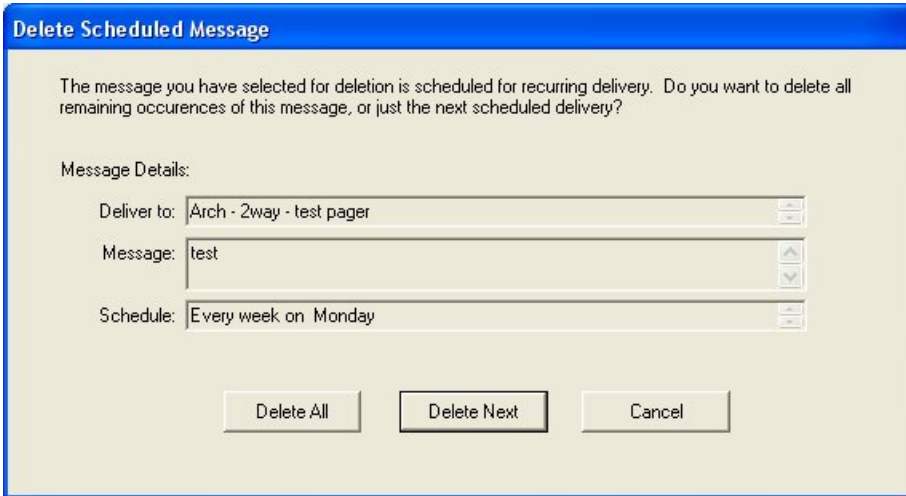 Delete Scheduled Message
The message you have selected for deletion is scheduled for recurring delivery.  Do you want to delete all
remaining occurences of this message, or just the next scheduled delivery?
Message Details:
Deliver to: Arch - 2way - test pager
Message: test
Schedule: Every week on  Monday
Delete All Delete Next Cancel